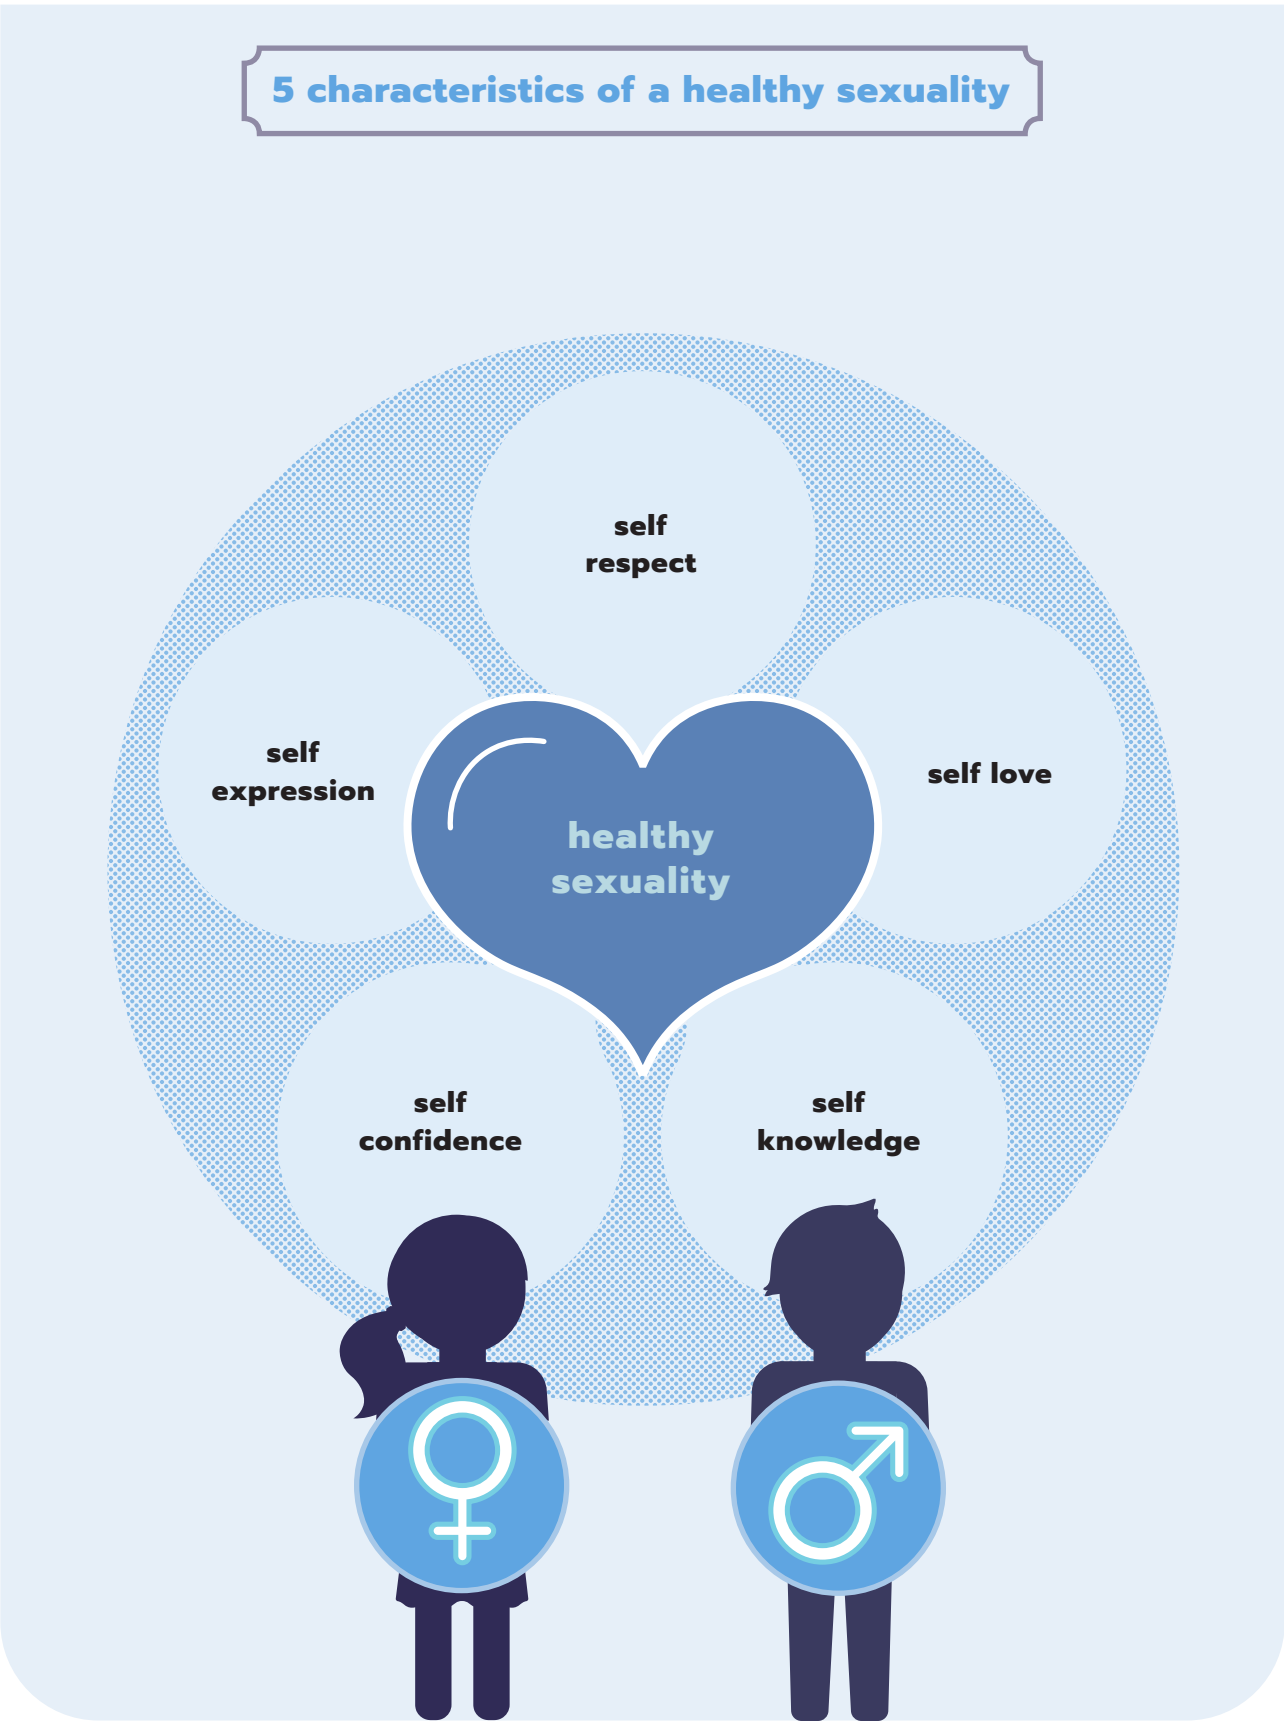 5 characteristics of a healthy sexuality
self
respect
self
expression
self love
healthy
sexuality
self
confidence
self
knowledge